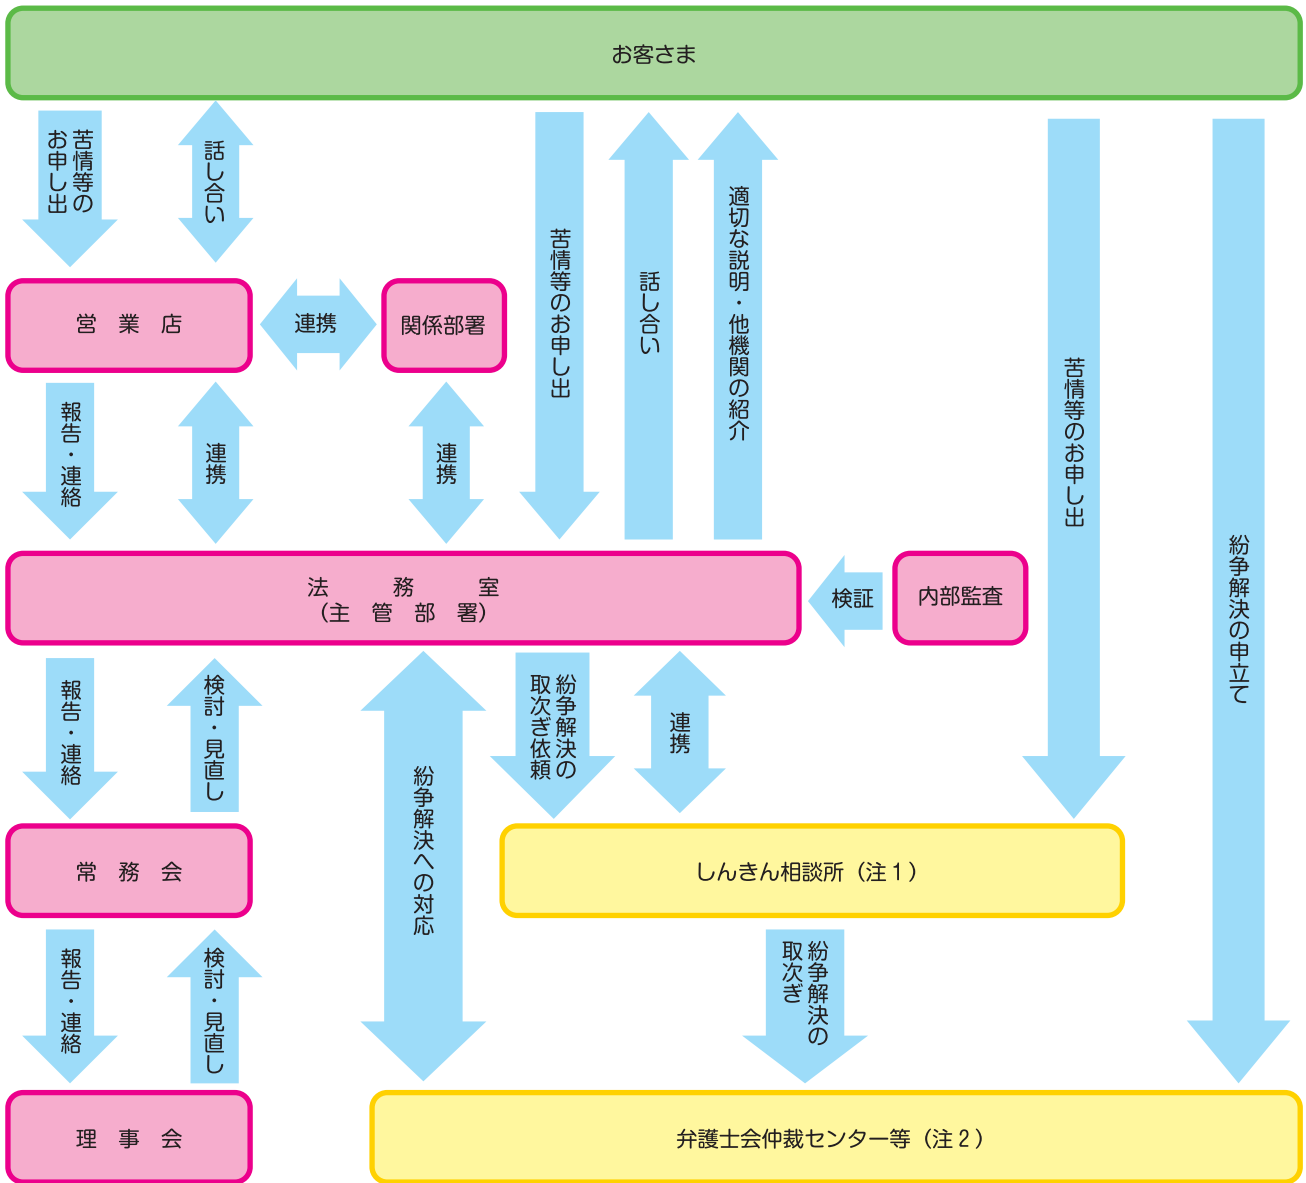 お客さま
苦情等の
お申し出
話し合い
苦情等のお申し出
話し合い
適切な説明・他機関の紹介
苦情等のお申し出
紛争解決の申立て
営　業　店
連携
関係部署
報告・連絡
連携
連携
法　　　務　　　室
（主　管　部　署）
検証
内部監査
報告・連絡
検討・見直し
紛争解決への対応
紛争解決の
取次ぎ依頼
連携
常　務　会
しんきん相談所（注１）
報告・連絡
検討・見直し
紛争解決の
取次ぎ
理　事　会
弁護士会仲裁センター等（注２）